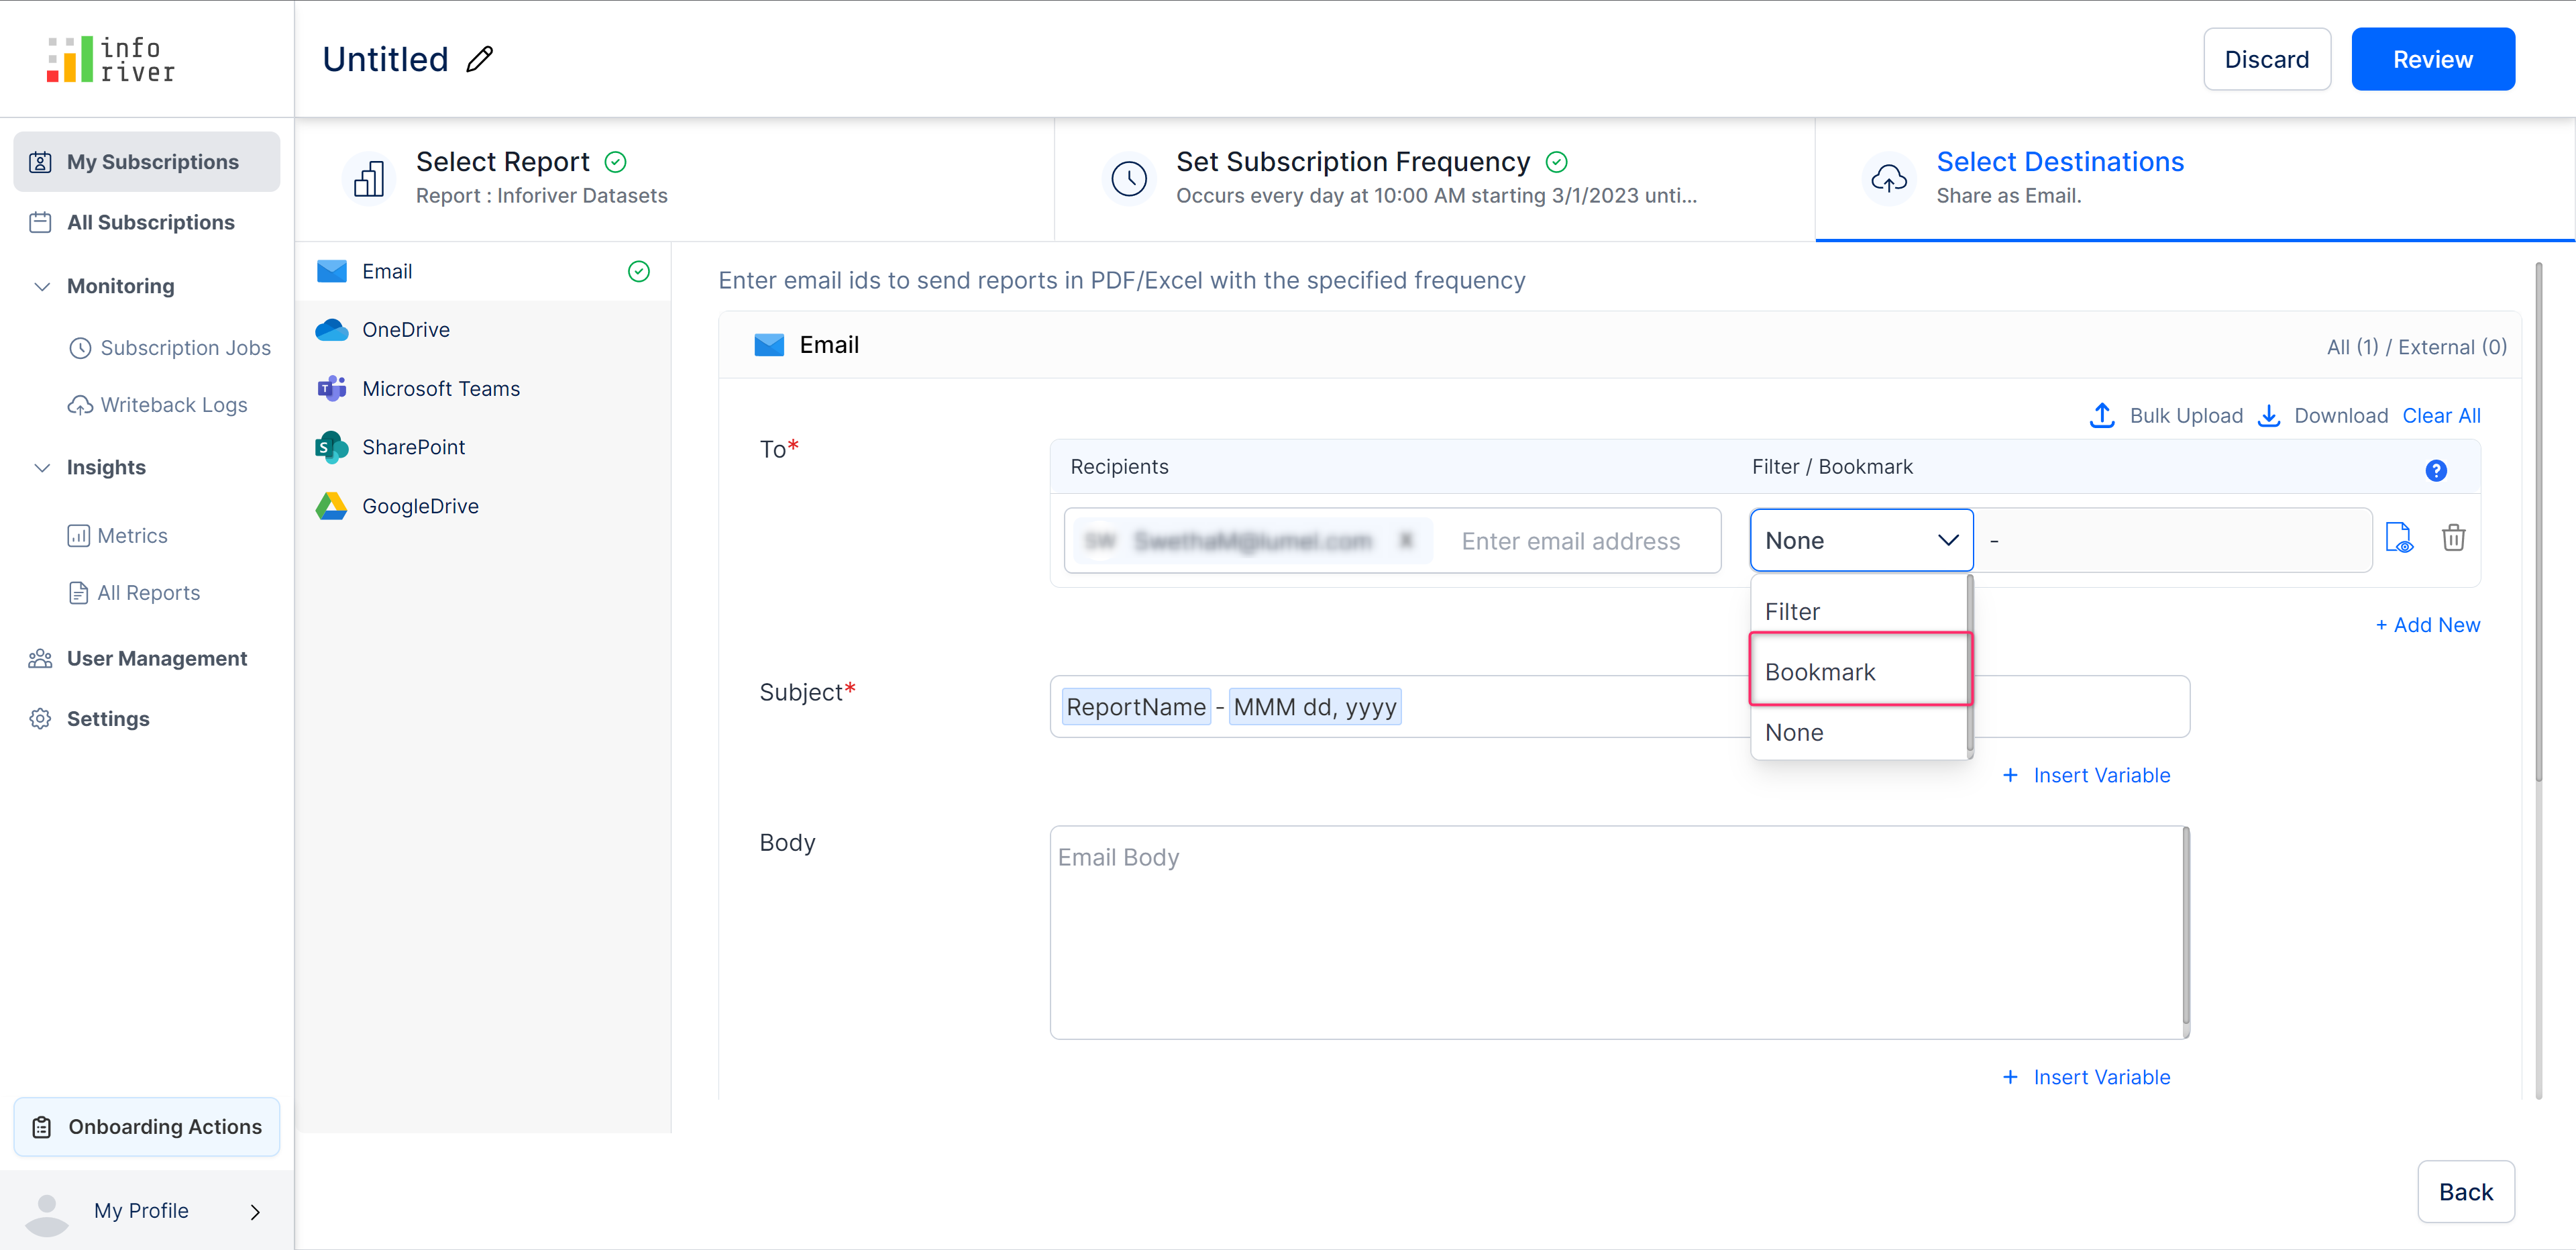 info
river
Untitled
Discard
Review
My Subscriptions
All Subscriptions
Monitoring
Subscription Jobs
Writeback Logs
Insights
Metrics
All Reports
User Management
Settings
Onboarding Actions
My Profile
Select Report
Report : Inforiver Datasets
Set Subscription Frequency
Occurs every day at 10:00 AM starting 3/1/2023 unti...
Select Destinations
Share as Email.
Email
OneDrive
Microsoft Teams
SharePoint
GoogleDrive
Enter email ids to send reports in PDF/Excel with the specified frequency
Email
All (1) / External (0)
Bulk Upload
Download
Clear All
To*
Recipients
Filter / Bookmark
?
Enter email address
None
-
Filter
Bookmark
None
+ Add New
Subject*
ReportName - MMM dd, yyyy
+ Insert Variable
Body
Email Body
+ Insert Variable
Back